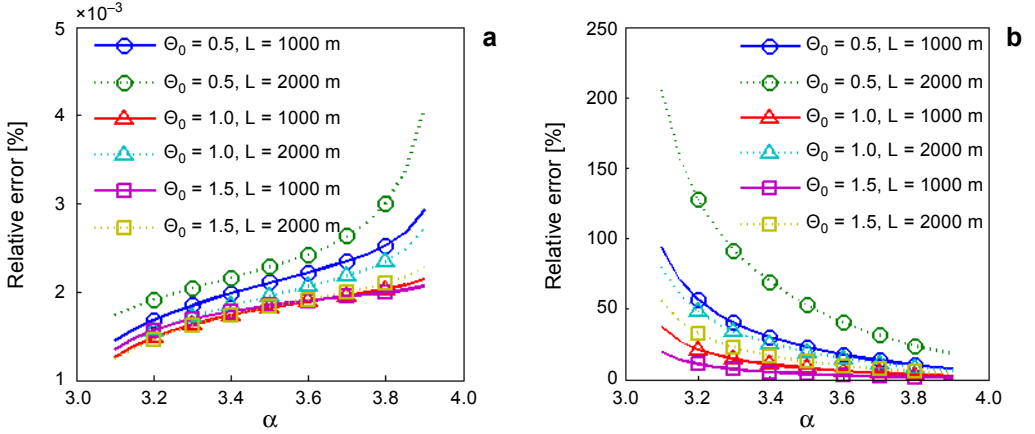 ×10⁻³
a
5
4
3
2
1
3.0
3.2
3.4
3.6
3.8
4.0
Relative error [%]
α
Θ₀ = 0.5, L = 1000 m
Θ₀ = 0.5, L = 2000 m
Θ₀ = 1.0, L = 1000 m
Θ₀ = 1.0, L = 2000 m
Θ₀ = 1.5, L = 1000 m
Θ₀ = 1.5, L = 2000 m
b
250
200
150
100
50
0
3.0
3.2
3.4
3.6
3.8
4.0
Relative error [%]
α
Θ₀ = 0.5, L = 1000 m
Θ₀ = 0.5, L = 2000 m
Θ₀ = 1.0, L = 1000 m
Θ₀ = 1.0, L = 2000 m
Θ₀ = 1.5, L = 1000 m
Θ₀ = 1.5, L = 2000 m